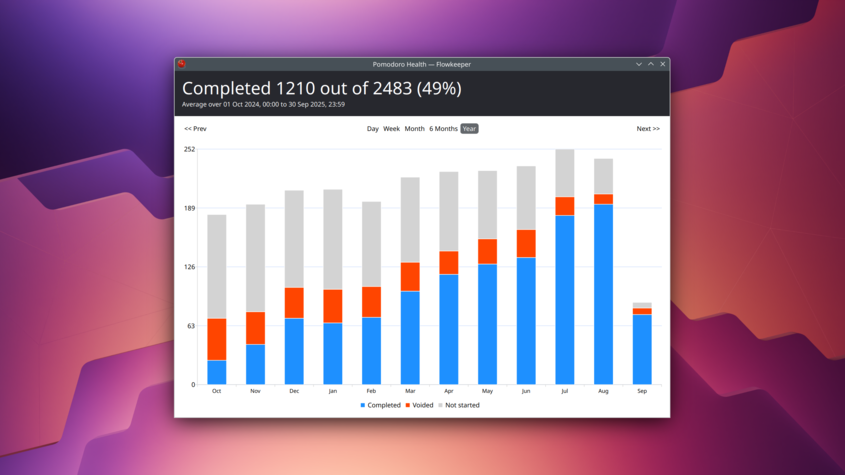 Pomodoro Health — Flowkeeper
Completed 1210 out of 2483 (49%)
Average over 01 Oct 2024, 00:00 to 30 Sep 2025, 23:59
<< Prev Day Week Month 6 Months Year Next >>
252
189
126
63
0
Oct Nov Dec Jan Feb Mar Apr May Jun Jul Aug Sep
Completed Voided Not started